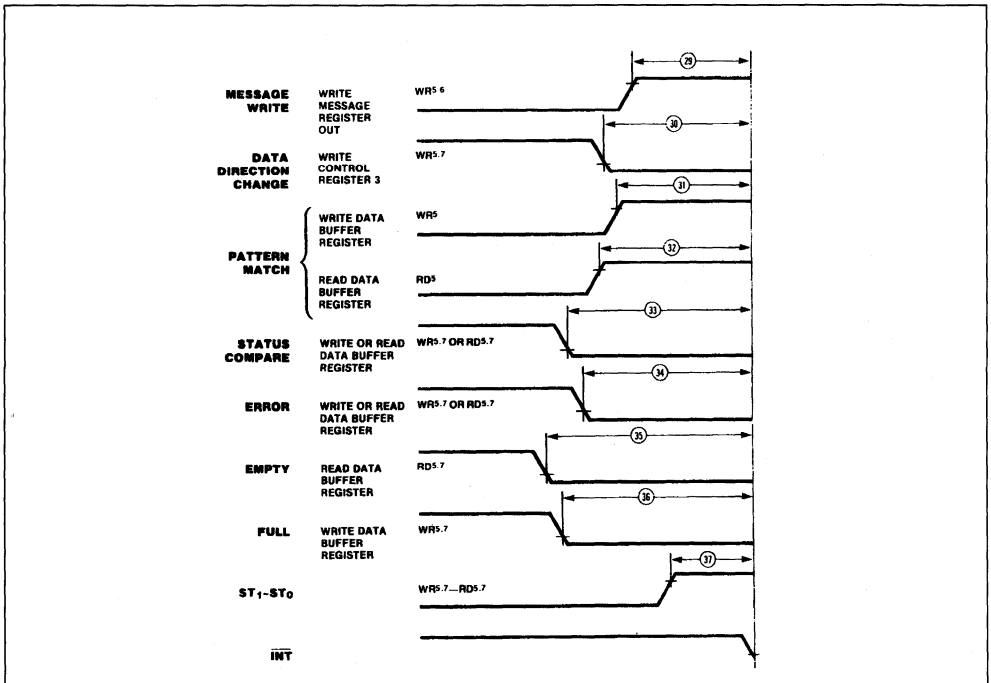 29
MESSAGE WRITE WR5 6
WRITE MESSAGE
REGISTER
OUT
30
DATA WRITE WR5.7
DIRECTION CONTROL
CHANGE REGISTER 3
31
WRITE DATA WR5
BUFFER
REGISTER
32
PATTERN
MATCH
READ DATA RD5
BUFFER
REGISTER
33
STATUS WRITE OR READ WR5.7 OR RD5.7
COMPARE DATA BUFFER
REGISTER
34
ERROR WRITE OR READ WR5.7 OR RD5.7
DATA BUFFER
REGISTER
35
EMPTY READ DATA RD5.7
BUFFER
REGISTER
36
FULL WRITE DATA WR5.7
BUFFER
REGISTER
37
ST1-ST0 WR5.7—RD5.7
INT